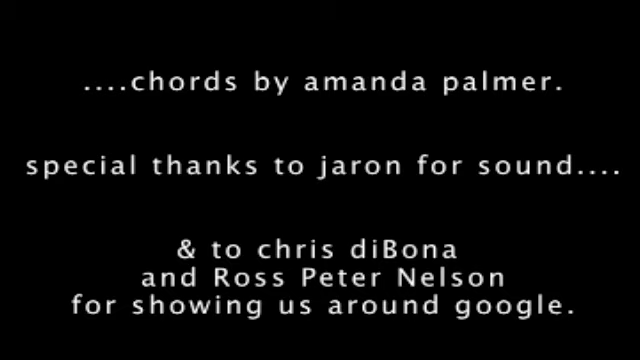 ....chords by amanda palmer.
special thanks to jaron for sound....
& to chris diBona
and Ross Peter Nelson
for showing us around google.